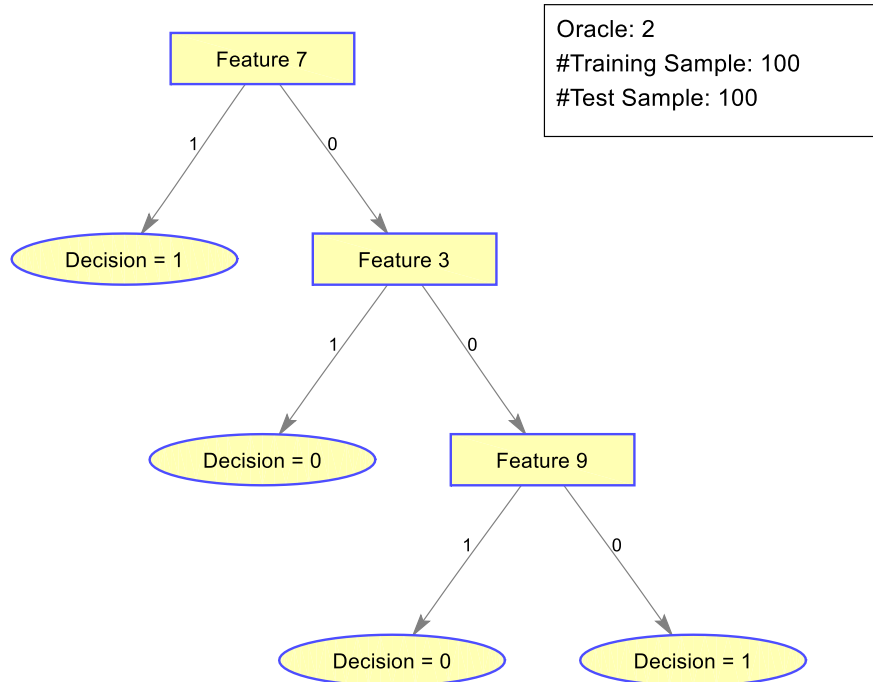 Oracle: 2
#Training Sample: 100
#Test Sample: 100
Feature 7
1
0
Decision = 1
Feature 3
1
0
Decision = 0
Feature 9
1
0
Decision = 0
Decision = 1